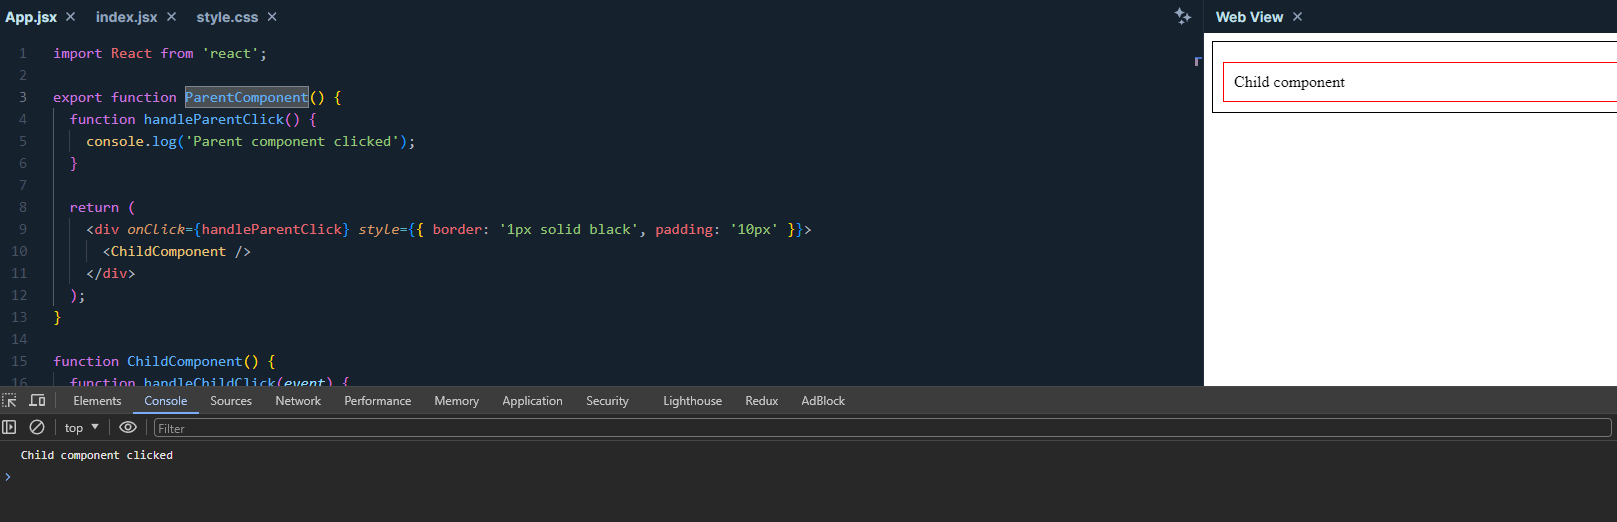 App.jsx ✕ index.jsx ✕ style.css ✕
1 import React from 'react';
2
3 export function ParentComponent() {
4 function handleParentClick() {
5 console.log('Parent component clicked');
6 }
7
8 return (
9 <div onClick={handleParentClick} style={{ border: '1px solid black', padding: '10px' }}>
10 <ChildComponent />
11 </div>
12 );
13 }
14
15 function ChildComponent() {
16 function handleChildClick(event) {
Web View ✕
Child component
Elements Console Sources Network Performance Memory Application Security Lighthouse Redux AdBlock
top ▼ Filter
Child component clicked
>